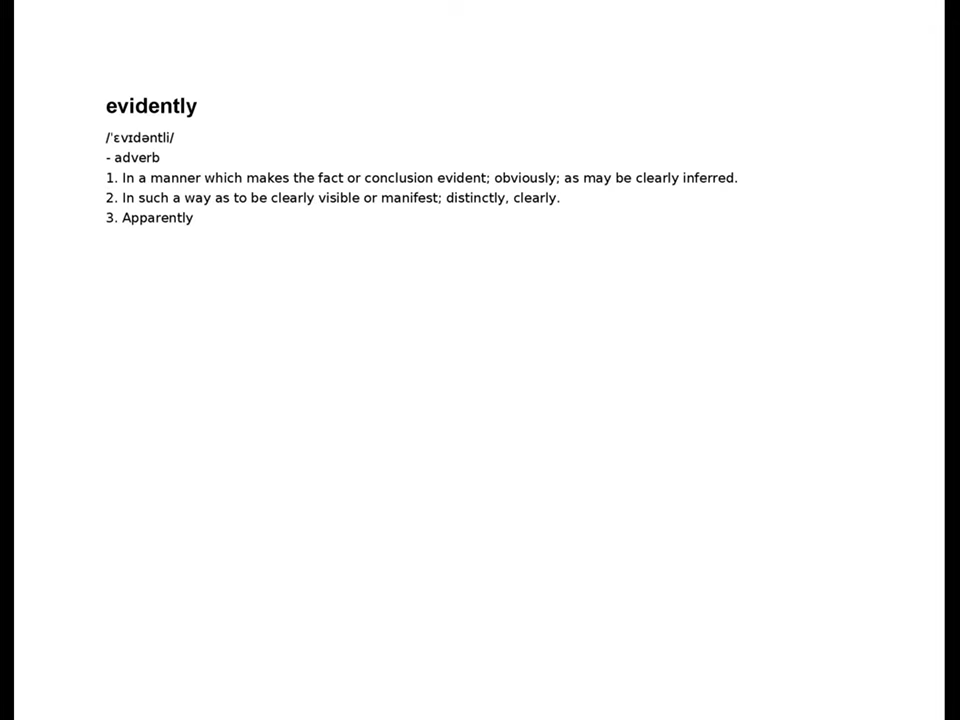 evidently
/ˈɛvɪdəntli/
- adverb
1. In a manner which makes the fact or conclusion evident; obviously; as may be clearly inferred.
2. In such a way as to be clearly visible or manifest; distinctly, clearly.
3. Apparently